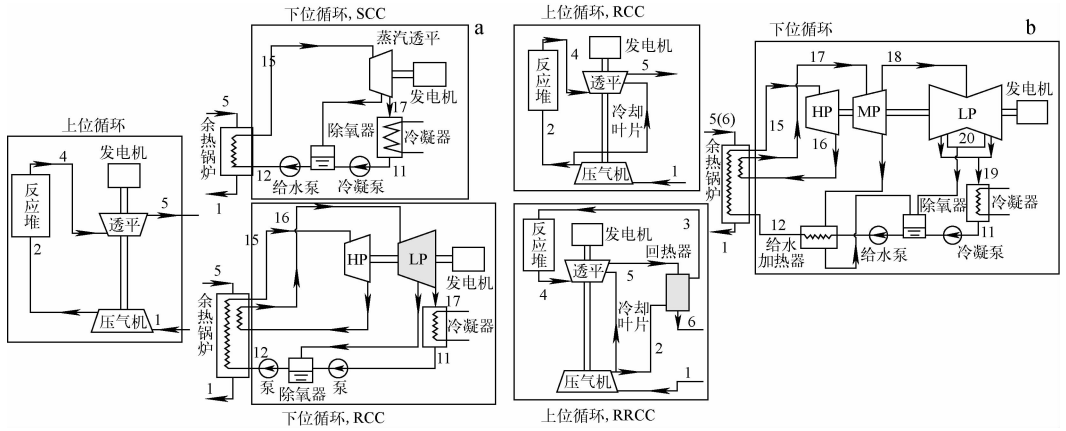 上位循环
4
发电机
反应堆
透平
5
2
压气机
1
下位循环, SCC
a
蒸汽透平
15
发电机
5
余热锅炉
17
除氧器
冷凝器
12
给水泵
冷凝泵
11
1
16
15
HP
LP
发电机
5
余热锅炉
17
冷凝器
12
11
泵
除氧器
泵
1
下位循环, RCC
上位循环, RCC
4
发电机
反应堆
5
透平
冷却叶片
2
压气机
1
3
反应堆
发电机
回热器
透平
5
4
冷却叶片
6
2
1
压气机
上位循环, RRCC
下位循环
b
17
18
HP
MP
LP
发电机
5(6)
15
余热锅炉
16
20
19
12
除氧器
冷凝器
11
1
给水加热器
给水泵
冷凝泵